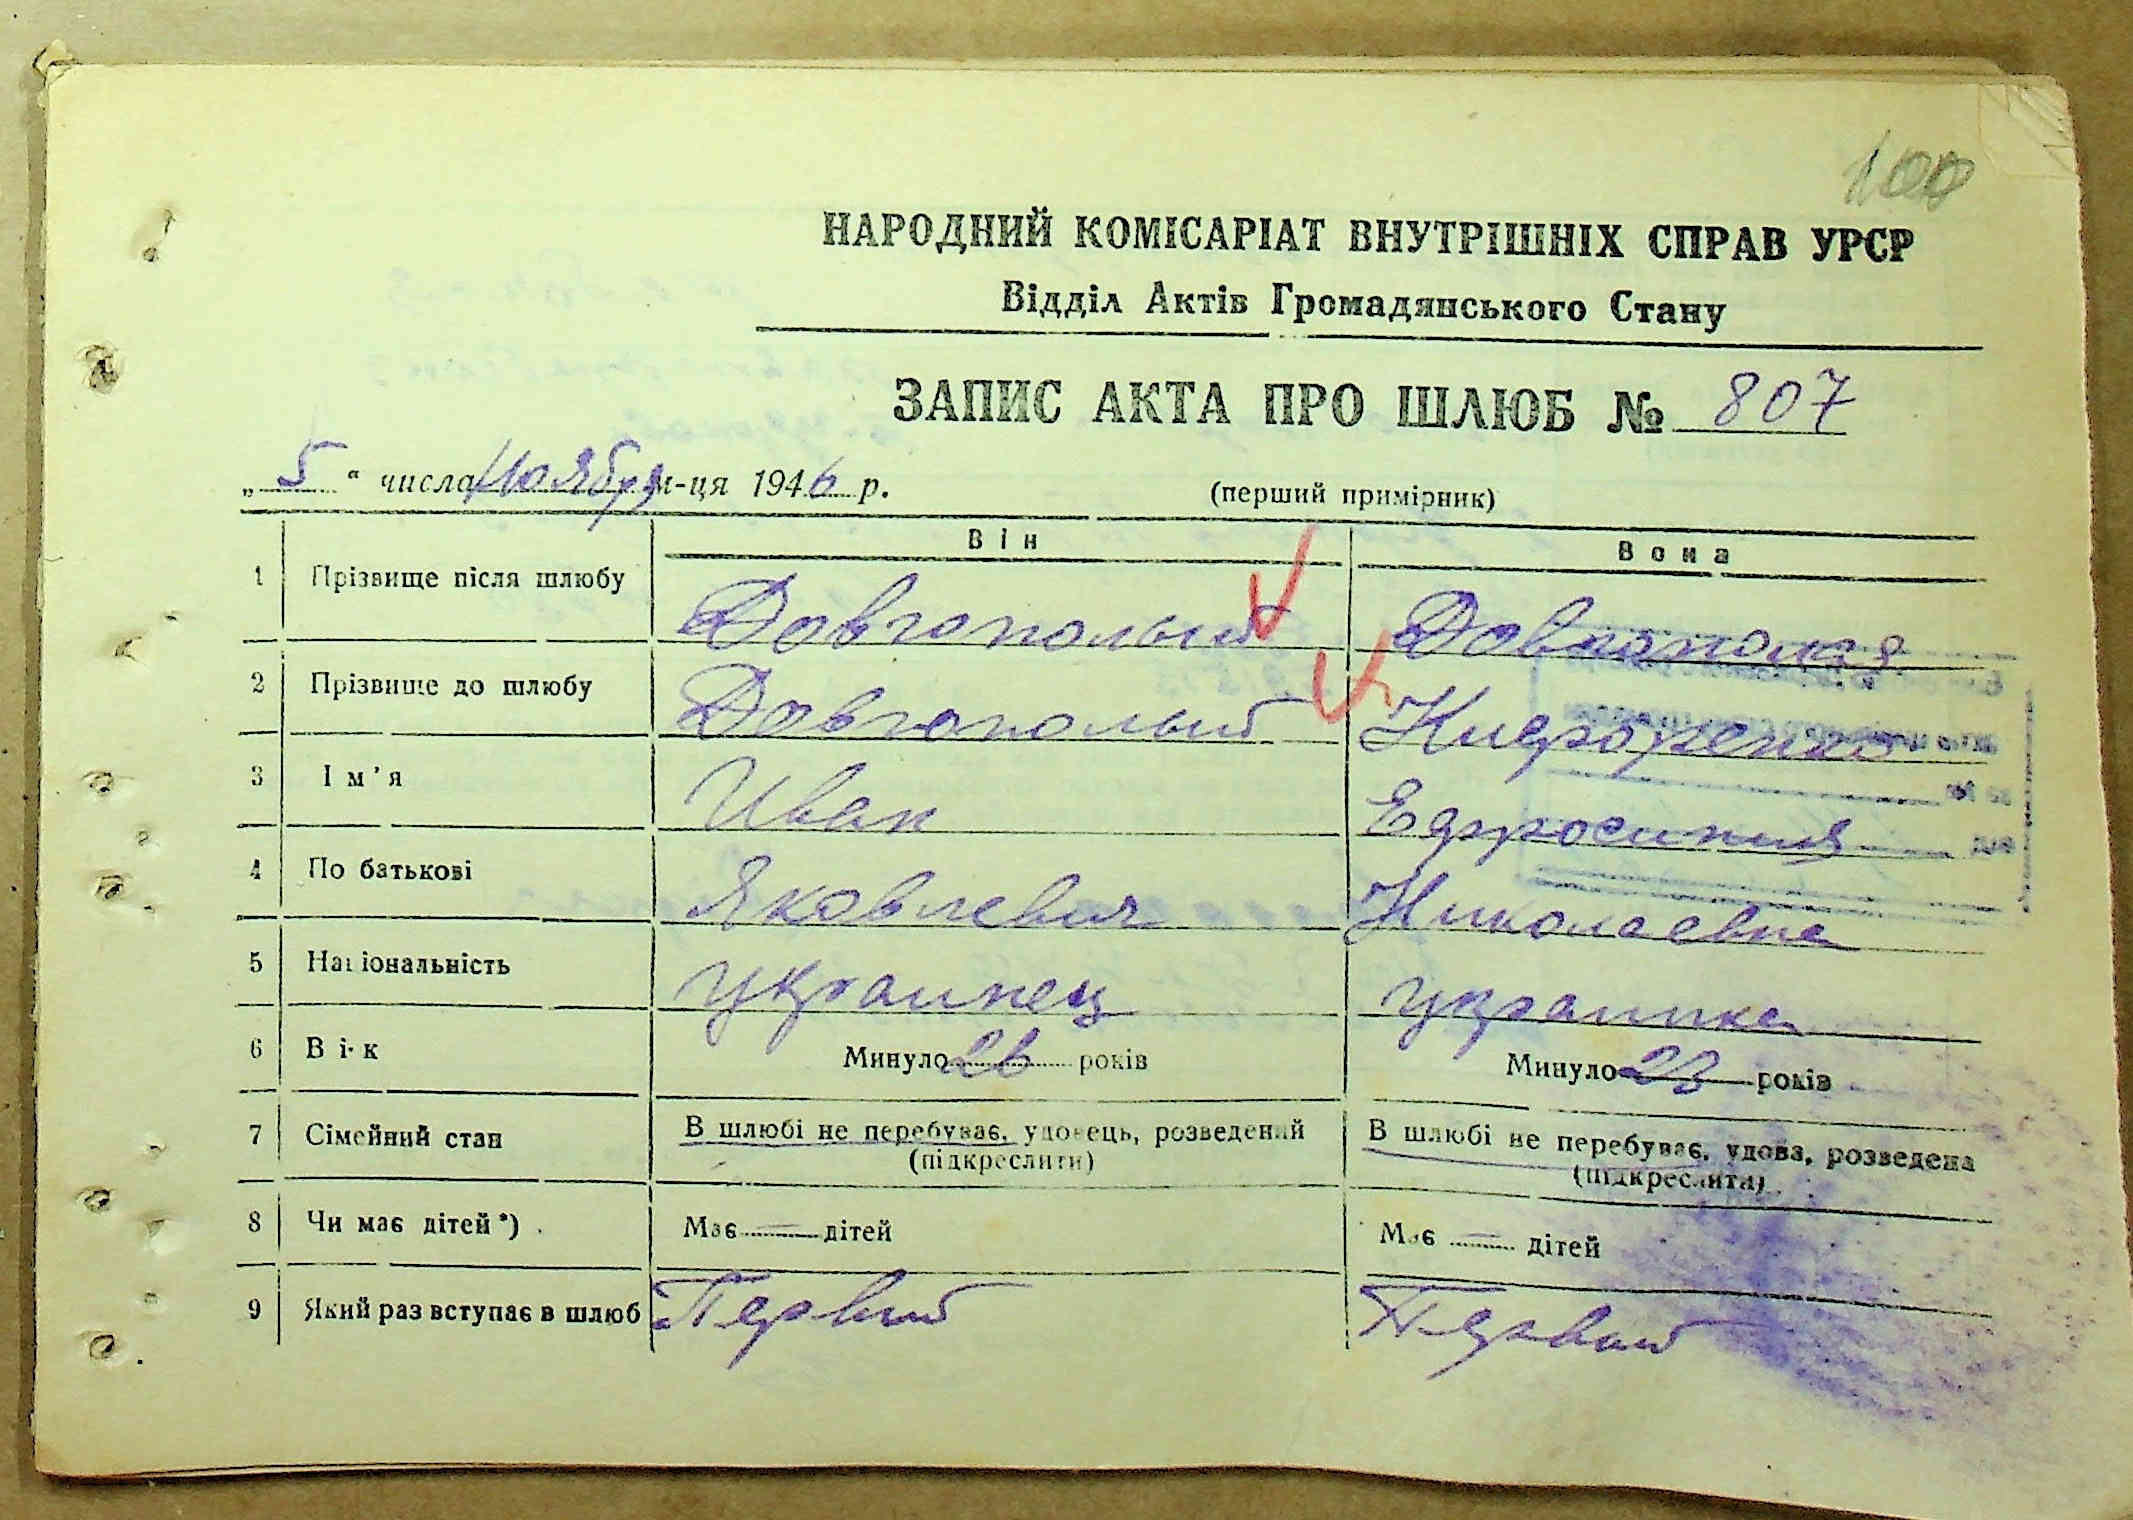 100
НАРОДНИЙ КОМІСАРІАТ ВНУТРІШНІХ СПРАВ УРСР
Відділ Актів Громадянського Стану
ЗАПИС АКТА ПРО ШЛЮБ № 807
„5“ числа Ноября м-ця 1946 р. (перший примірник)
Він Вона
1 Прізвище після шлюбу Довгополый Довгополая
2 Прізвище до шлюбу Довгополый
3 Ім'я Иван Ефросиния
4 По батькові Яковлевич Николаевна
5 Національність украинец украинка
6 Вік Минуло 26 років Минуло 23 років
7 Сімейний стан В шлюбі не перебуває, удовець, розведений В шлюбі не перебуває, удова, розведена
(підкреслити) (підкреслити)
8 Чи має дітей*) Має — дітей Має — дітей
9 Який раз вступає в шлюб Первый Первый